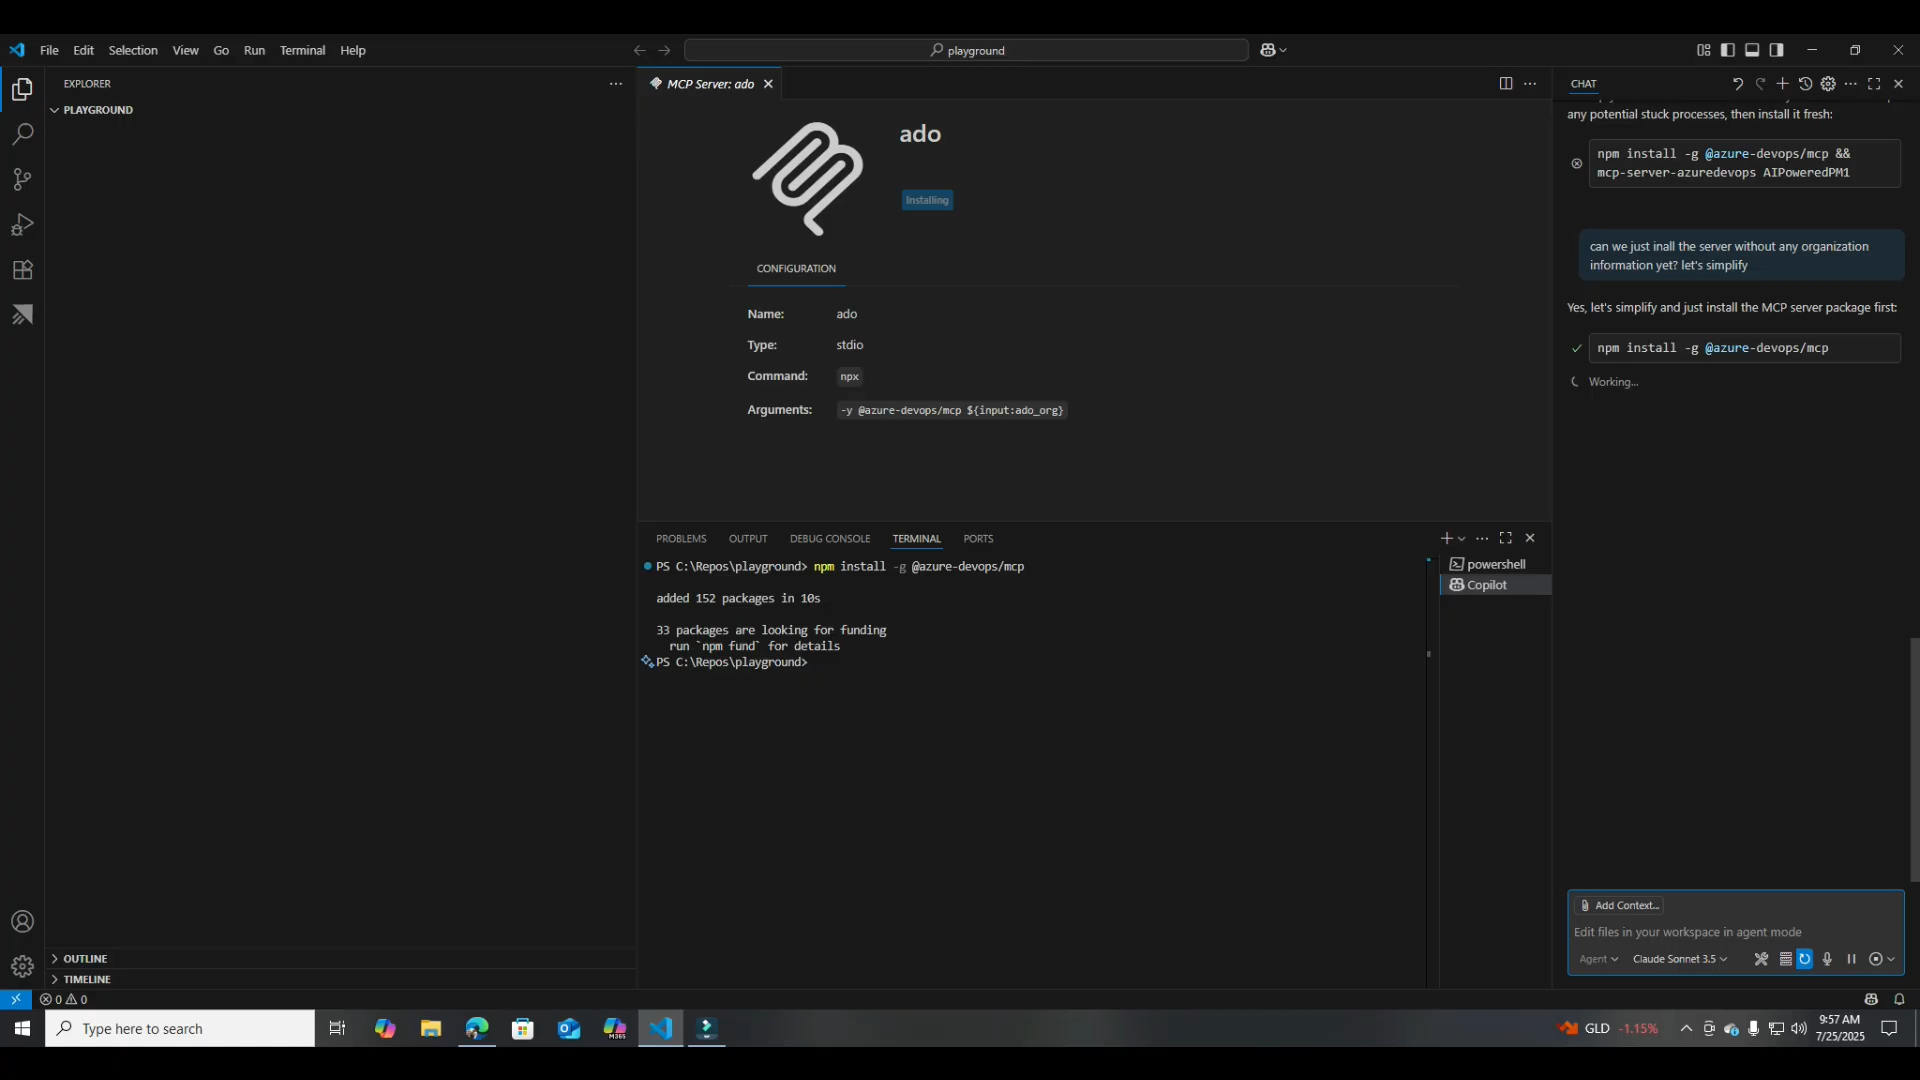 File Edit Selection View Go Run Terminal Help
playground
EXPLORER
PLAYGROUND
OUTLINE
TIMELINE
MCP Server: ado
ado
Installing
CONFIGURATION
Name: ado
Type: stdio
Command: npx
Arguments: -y @azure-devops/mcp ${input:ado_org}
PROBLEMS OUTPUT DEBUG CONSOLE TERMINAL PORTS
PS C:\Repos\playground> npm install -g @azure-devops/mcp
added 152 packages in 10s
33 packages are looking for funding
run `npm fund` for details
PS C:\Repos\playground>
powershell
Copilot
CHAT
any potential stuck processes, then install it fresh:
npm install -g @azure-devops/mcp &&
mcp-server-azuredevops AIPoweredPM1
can we just inall the server without any organization
information yet? let's simplify
Yes, let's simplify and just install the MCP server package first:
npm install -g @azure-devops/mcp
Working...
Add Context...
Edit files in your workspace in agent mode
Agent Claude Sonnet 3.5
0 0
Type here to search
M365
GLD -1.15%
9:57 AM
7/25/2025